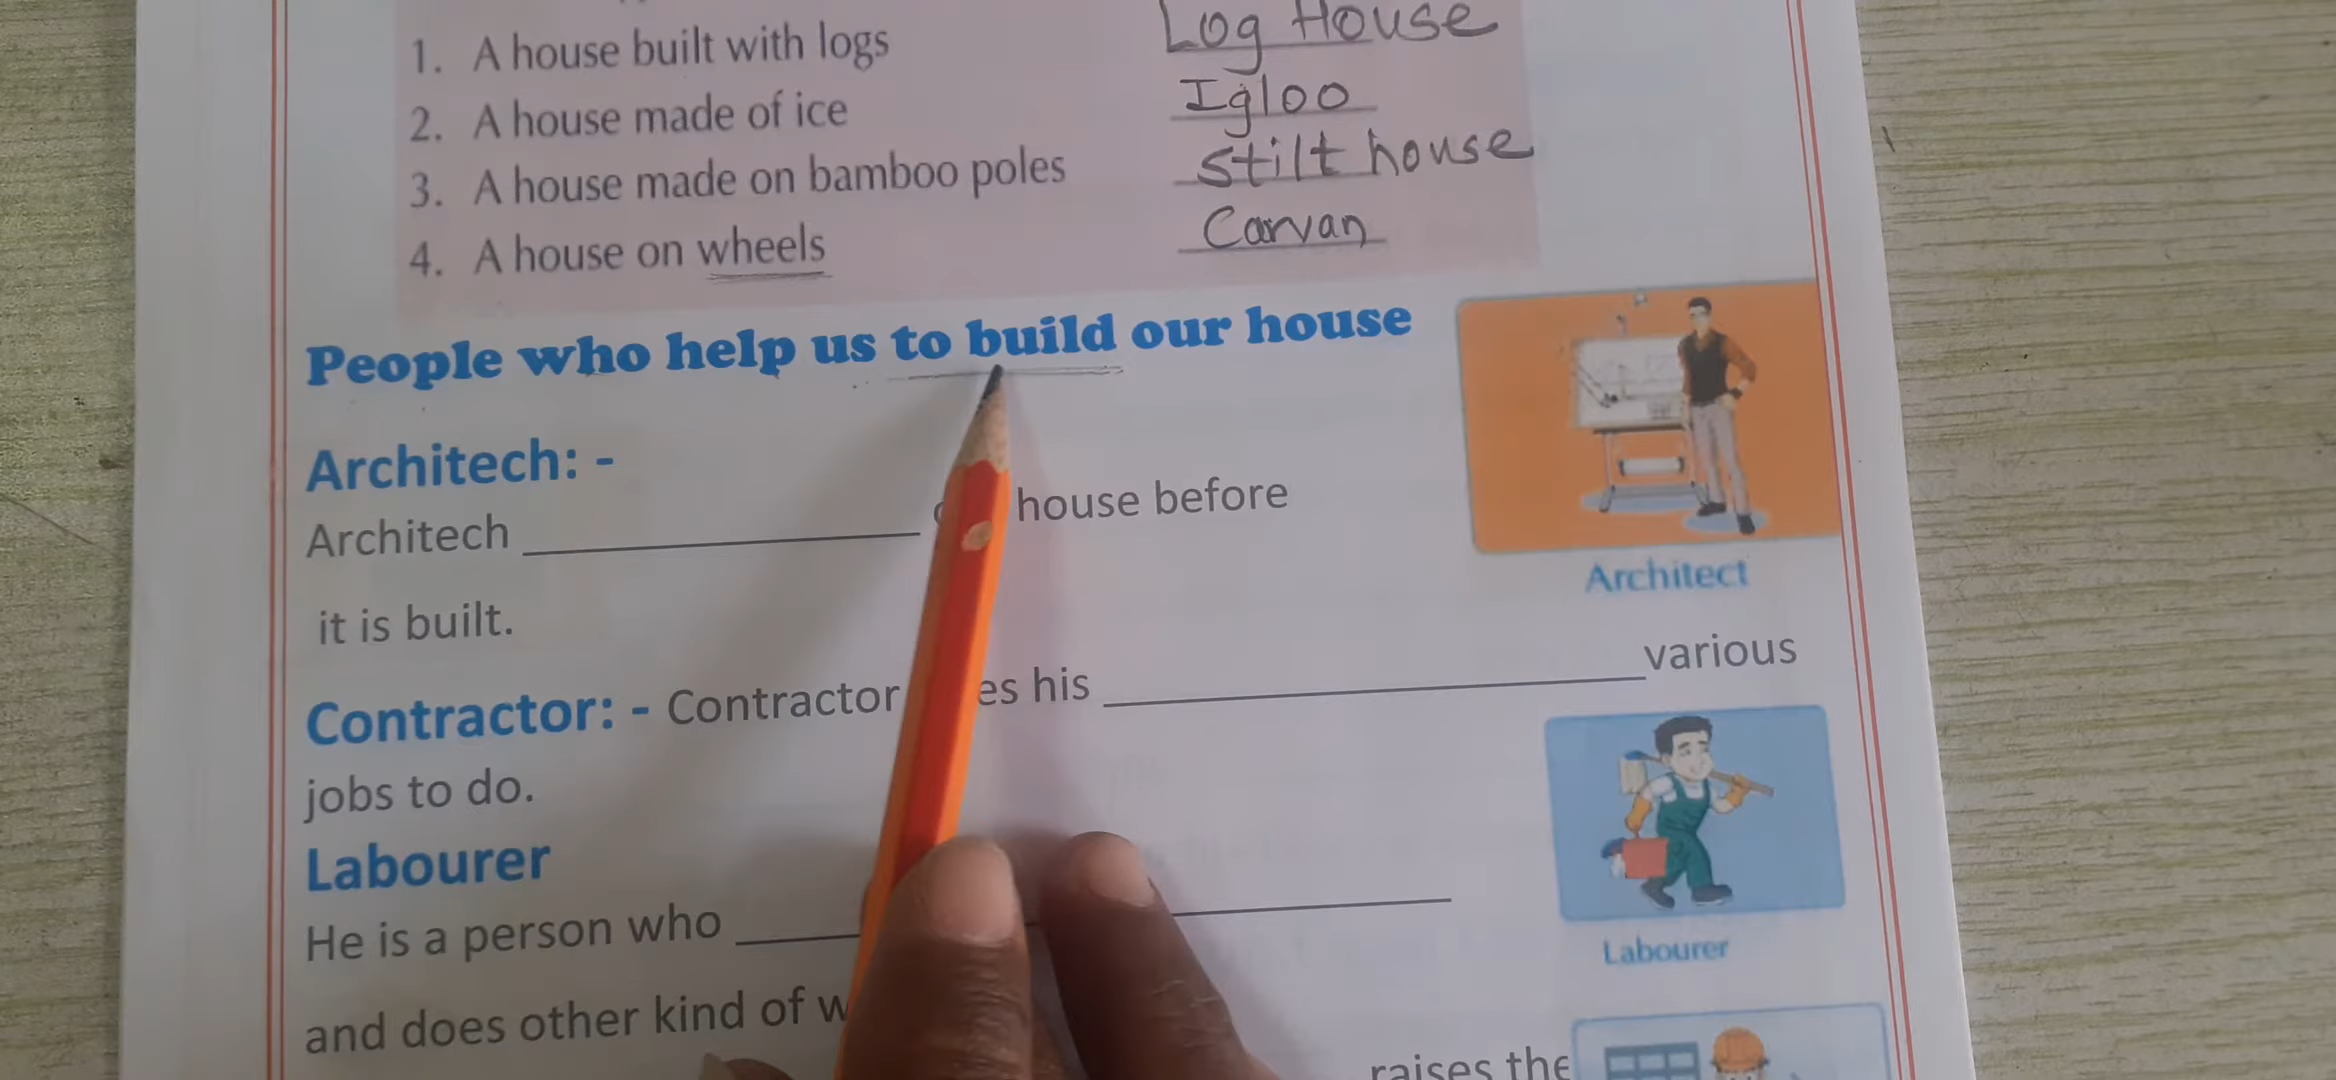 1. A house built with logs Log House
2. A house made of ice Igloo
3. A house made on bamboo poles Stilt house
4. A house on wheels Carvan
People who help us to build our house
Architech: -
Architech house before
Architect
it is built.
Contractor: - Contractor his various
jobs to do.
Labourer
He is a person who
Labourer
and does other kind of
raises the